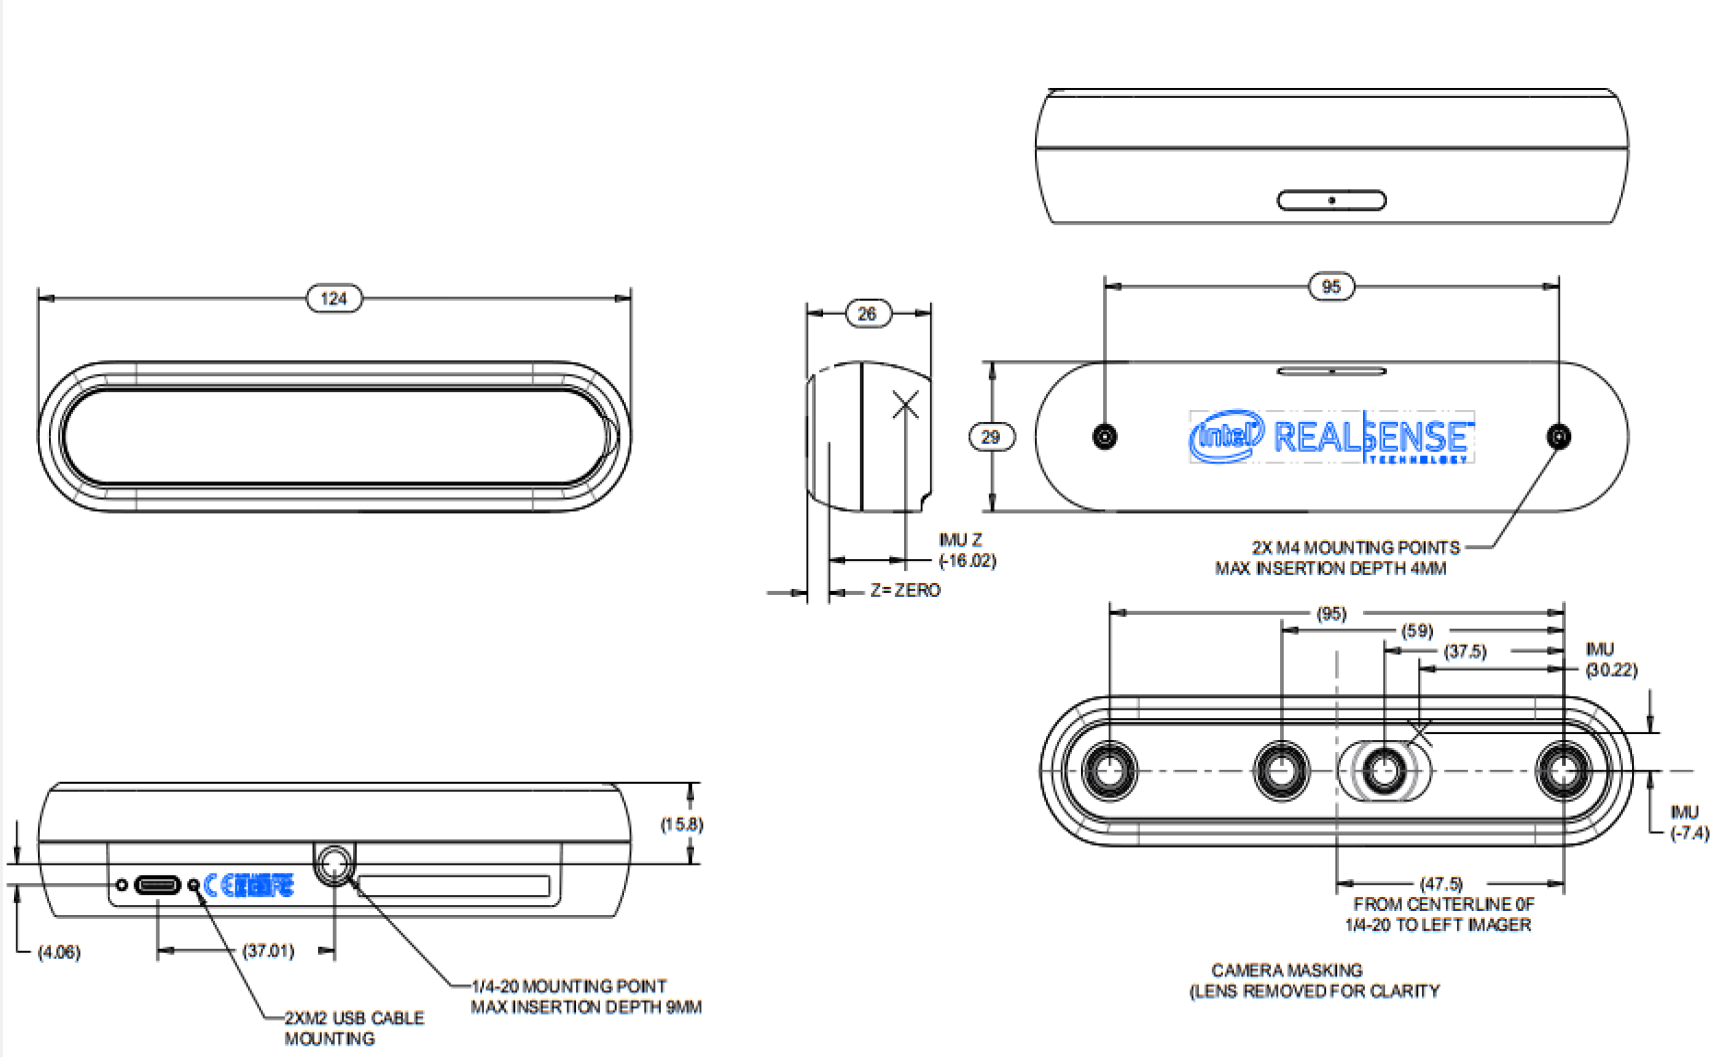 124
26
95
29
intel REALSENSE
TECHNOLOGY
IMU Z
(-16.02)
Z= ZERO
2X M4 MOUNTING POINTS
MAX INSERTION DEPTH 4MM
(95)
(59)
(37.5)
IMU
(30.22)
IMU
(-7.4)
(47.5)
FROM CENTERLINE 0F
1/4-20 TO LEFT IMAGER
CAMERA MASKING
(LENS REMOVED FOR CLARITY
(15.8)
CE
FC
(4.06)
(37.01)
1/4-20 MOUNTING POINT
MAX INSERTION DEPTH 9MM
2XM2 USB CABLE
MOUNTING